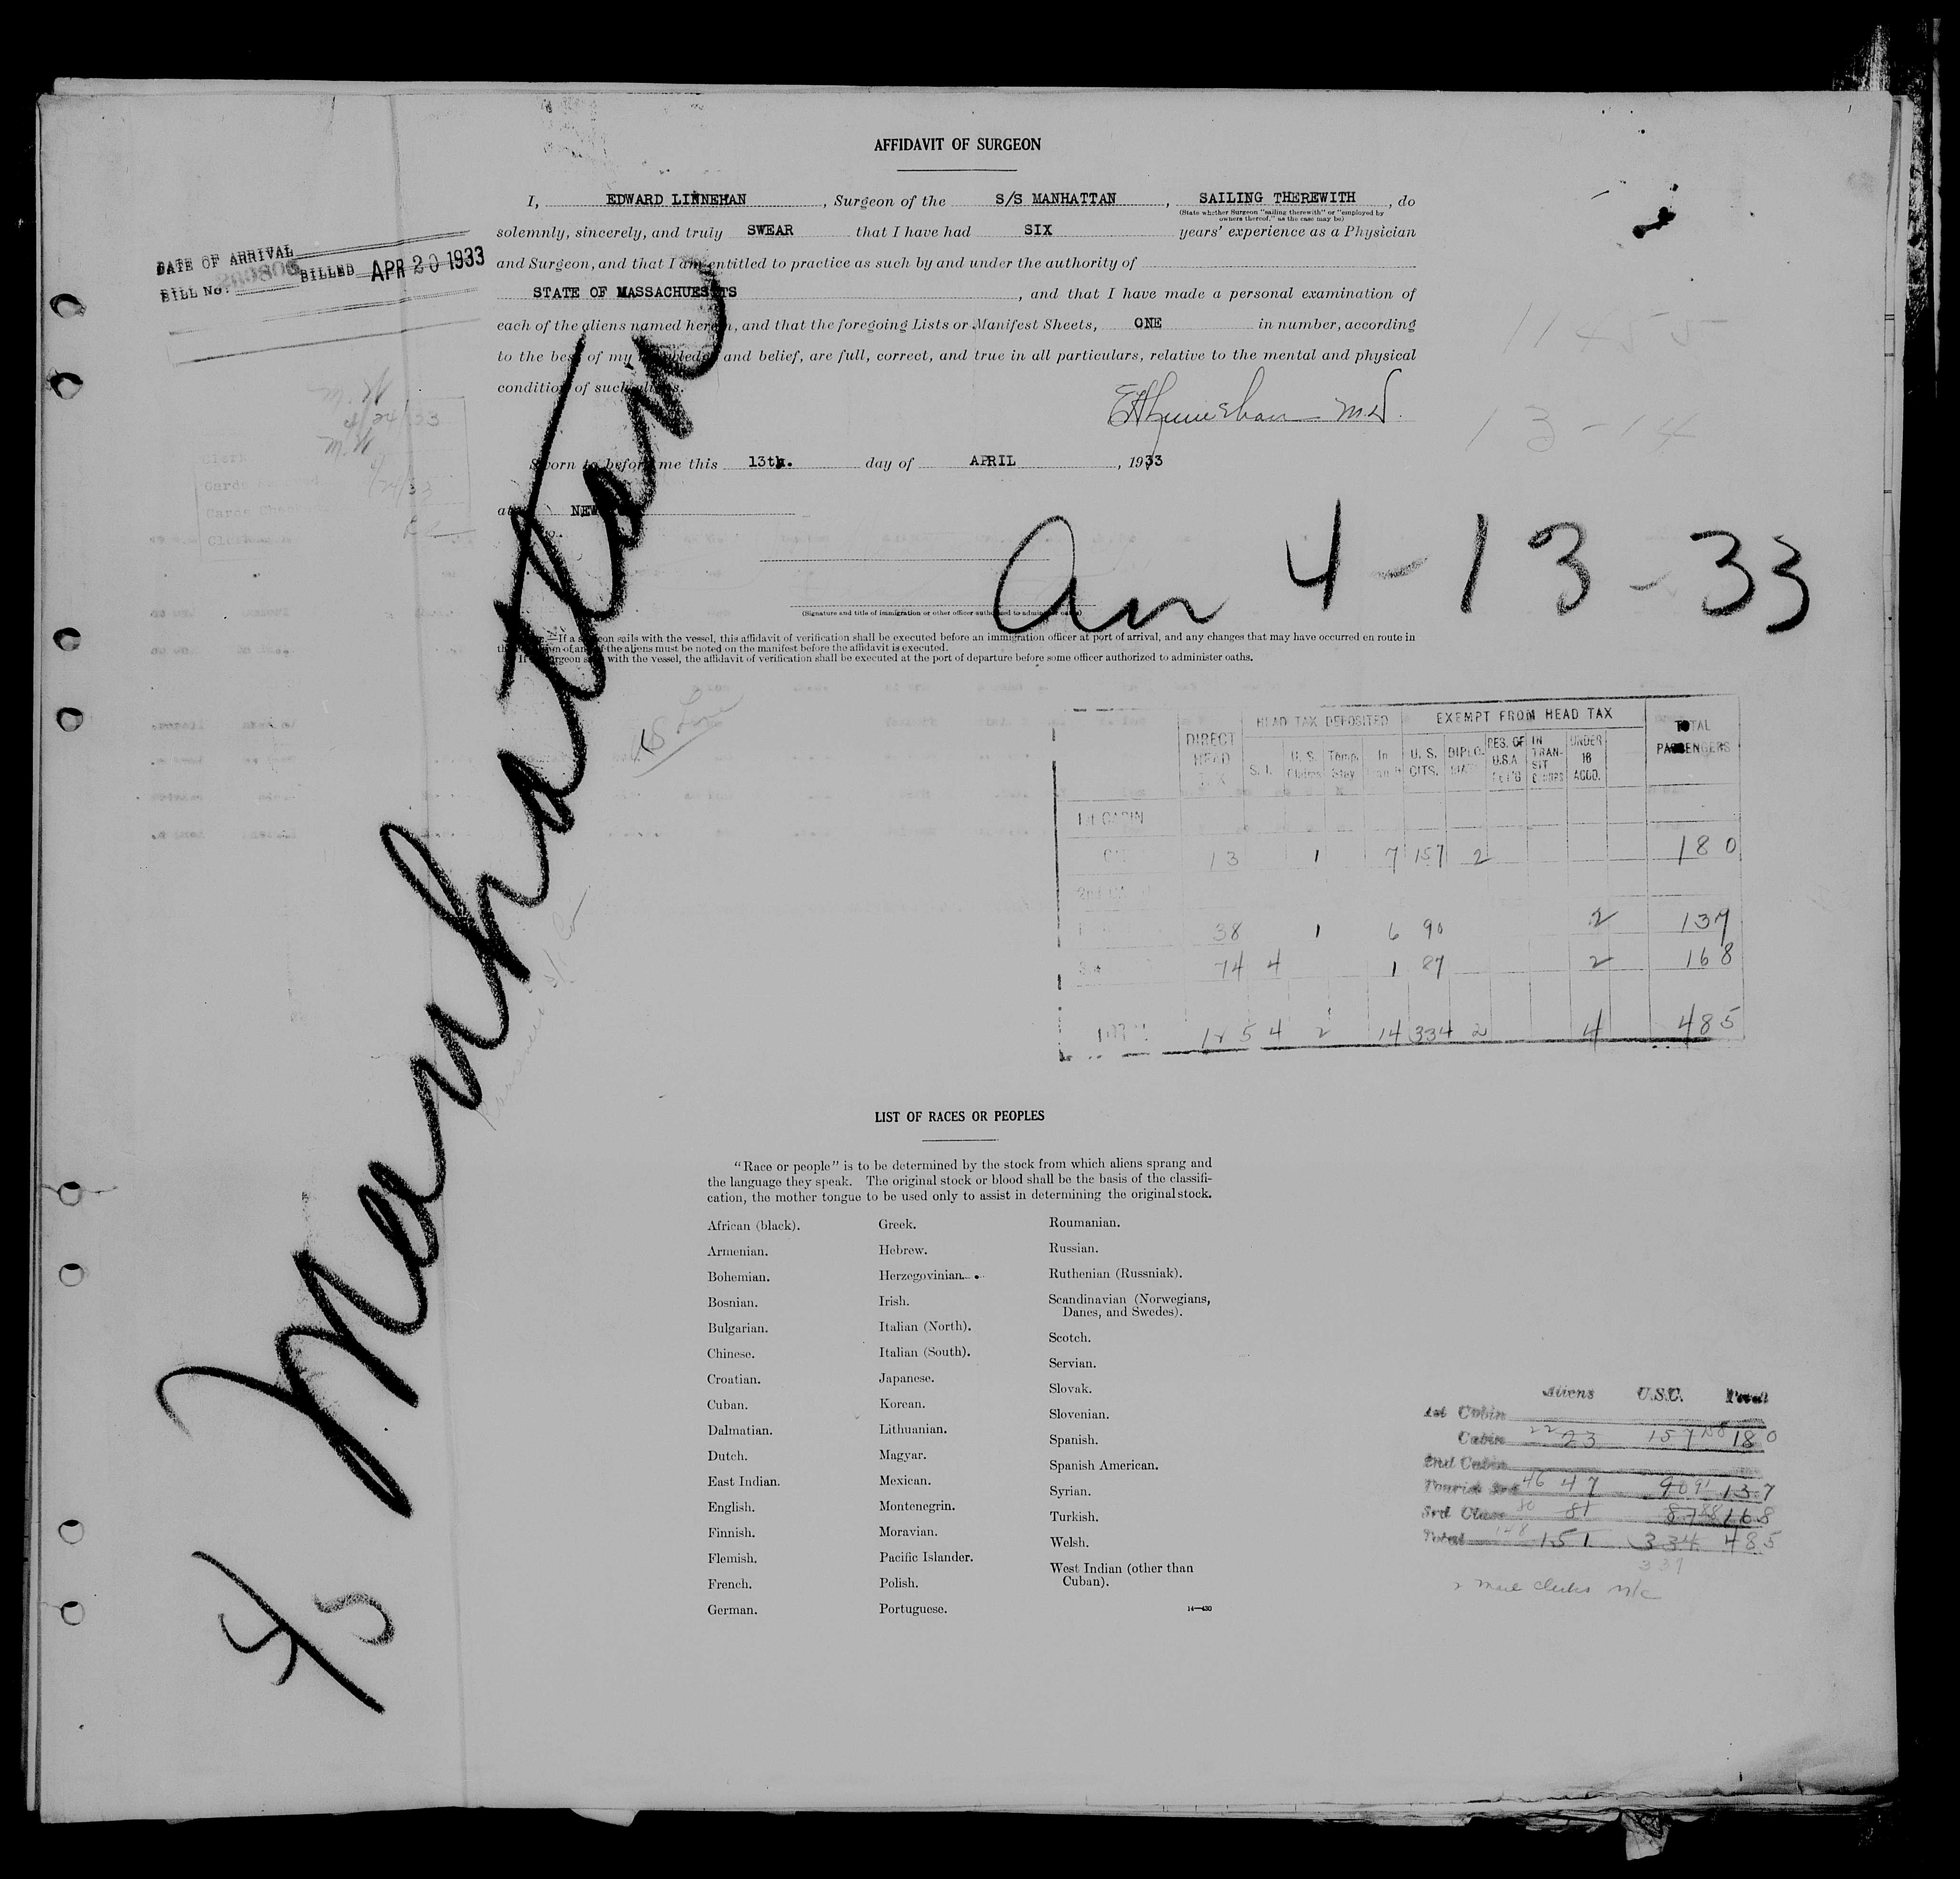 AFFIDAVIT OF SURGEON
I, EDWARD LINNEHAN, Surgeon of the S/S MANHATTAN, SAILING THEREWITH, do
(State whether Surgeon "sailing therewith" or "employed by
owners thereof," as the case may be)
solemnly, sincerely, and truly SWEAR that I have had SIX years' experience as a Physician
and Surgeon, and that I am entitled to practice as such by and under the authority of
STATE OF MASSACHUESTTS, and that I have made a personal examination of
each of the aliens named herein, and that the foregoing Lists or Manifest Sheets, ONE in number, according
to the best of my knowledge and belief, are full, correct, and true in all particulars, relative to the mental and physical
condition of such aliens.
M.D.
Sworn to before me this 13th. day of APRIL, 1933
at NEW
(Signature and title of immigration or other officer authorized to administer oaths)
If a surgeon sails with the vessel, this affidavit of verification shall be executed before an immigration officer at port of arrival, and any changes that may have occurred en route in
the condition of any of the aliens must be noted on the manifest before the affidavit is executed.
If surgeon with the vessel, the affidavit of verification shall be executed at the port of departure before some officer authorized to administer oaths.
DATE OF ARRIVAL
BILL No. BILLED APR 20 1933
Manhattan
4/5
Arr 4-13-33
11455
13-14
DIRECT HEAD TAX
HEAD TAX DEPOSITED
EXEMPT FROM HEAD TAX
TOTAL PASSENGERS
S. I. U. S. Claims Temp. Stay In U. S. CITS. DIPLO- RES. OF U.S.A. IN TRAN- SIT UNDER 16 ACCO.
1st CABIN
13 1 7 157 2 180
38 1 6 90 2 137
74 4 1 87 2 168
125 4 2 14 334 2 4 485
LIST OF RACES OR PEOPLES
"Race or people" is to be determined by the stock from which aliens sprang and
the language they speak. The original stock or blood shall be the basis of the classifi-
cation, the mother tongue to be used only to assist in determining the original stock.
African (black).
Armenian.
Bohemian.
Bosnian.
Bulgarian.
Chinese.
Croatian.
Cuban.
Dalmatian.
Dutch.
East Indian.
English.
Finnish.
Flemish.
French.
German.
Greek.
Hebrew.
Herzegovinian.
Irish.
Italian (North).
Italian (South).
Japanese.
Korean.
Lithuanian.
Magyar.
Mexican.
Montenegrin.
Moravian.
Pacific Islander.
Polish.
Portuguese.
Roumanian.
Russian.
Ruthenian (Russniak).
Scandinavian (Norwegians,
Danes, and Swedes).
Scotch.
Servian.
Slovak.
Slovenian.
Spanish.
Spanish American.
Syrian.
Turkish.
Welsh.
West Indian (other than
Cuban).
14—430
Aliens U.S.C. Total
1st Cabin
Cabin 22 23 157 158 180
2nd Cabin
Tourist 3rd 46 47 90 91 137
3rd Class 80 81 87 88 168
Total 148 151 334 485
337